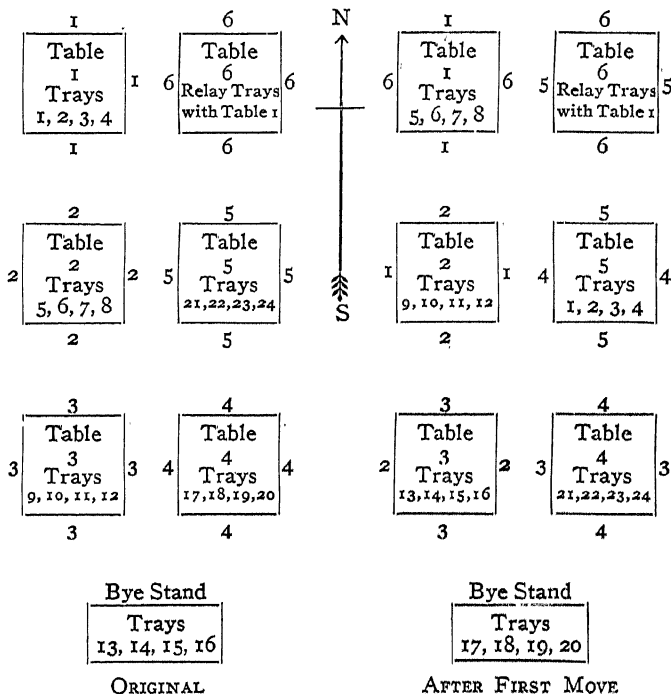 1
Table
1
Trays
1, 2, 3, 4
1
1
6
6
Table
6
Relay Trays
with Table 1
6
6
2
2
Table
2
Trays
5, 6, 7, 8
2
2
5
5
Table
5
Trays
21, 22, 23, 24
5
5
3
3
Table
3
Trays
9, 10, 11, 12
3
3
4
4
Table
4
Trays
17, 18, 19, 20
4
4
Bye Stand
Trays
13, 14, 15, 16
ORIGINAL
N
S
1
6
Table
1
Trays
5, 6, 7, 8
6
1
6
5
Table
6
Relay Trays
with Table 1
5
6
2
1
Table
2
Trays
9, 10, 11, 12
1
2
5
4
Table
5
Trays
1, 2, 3, 4
4
5
3
2
Table
3
Trays
13, 14, 15, 16
2
3
4
3
Table
4
Trays
21, 22, 23, 24
3
4
Bye Stand
Trays
17, 18, 19, 20
AFTER FIRST MOVE